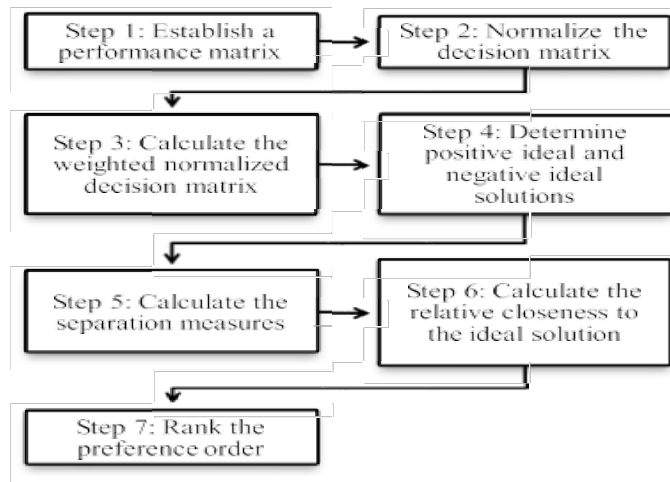 Step 1: Establish a
performance matrix
Step 2: Normalize the
decision matrix
Step 3: Calculate the
weighted normalized
decision matrix
Step 4: Determine
positive ideal and
negative ideal
solutions
Step 5: Calculate the
separation measures
Step 6: Calculate the
relative closeness to
the ideal solution
Step 7: Rank the
preference order